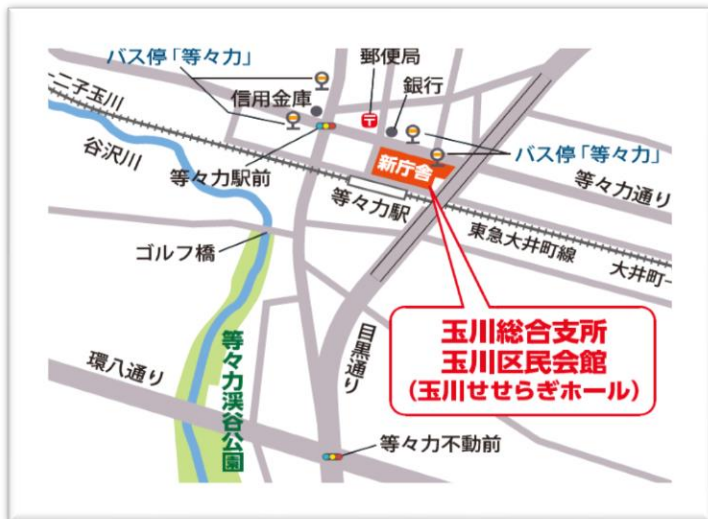 バス停「等々力」
郵便局
銀行
信用金庫
二子玉川
谷沢川
等々力駅前
新庁舎
バス停「等々力」
等々力通り
等々力駅
東急大井町線
大井町
ゴルフ橋
玉川総合支所
玉川区民会館
(玉川せせらぎホール)
目黒通り
環八通り
等々力渓谷公園
等々力不動前